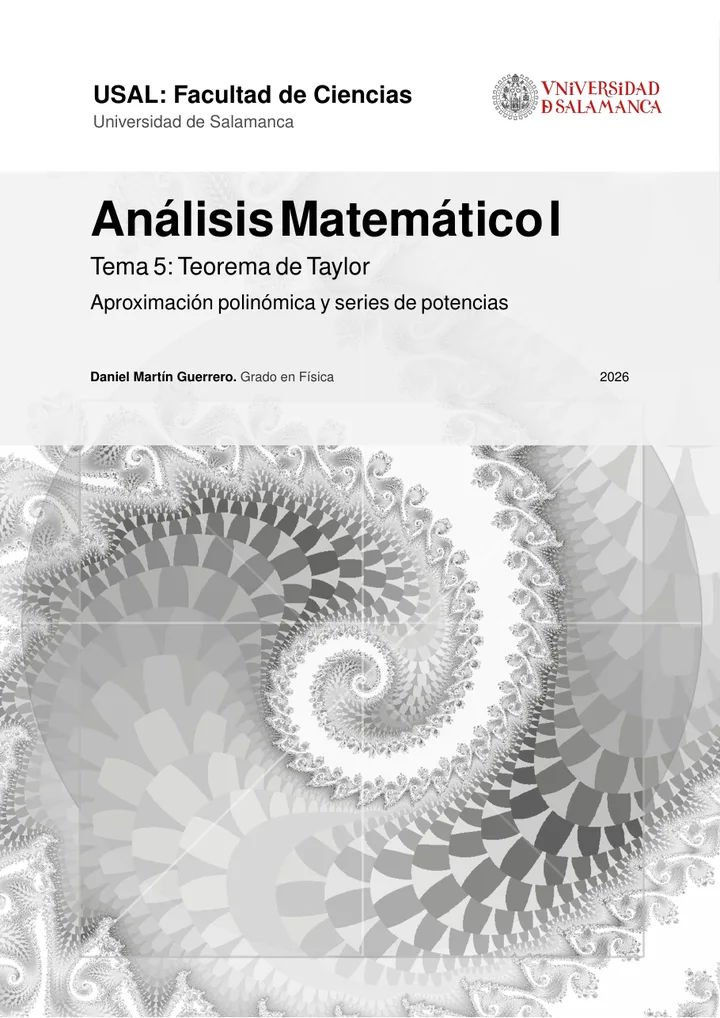 USAL: Facultad de Ciencias
Universidad de Salamanca
VNiVERSiDAD
D SALAMANCA
Análisis Matemático I
Tema 5: Teorema de Taylor
Aproximación polinómica y series de potencias
Daniel Martín Guerrero. Grado en Física 2026